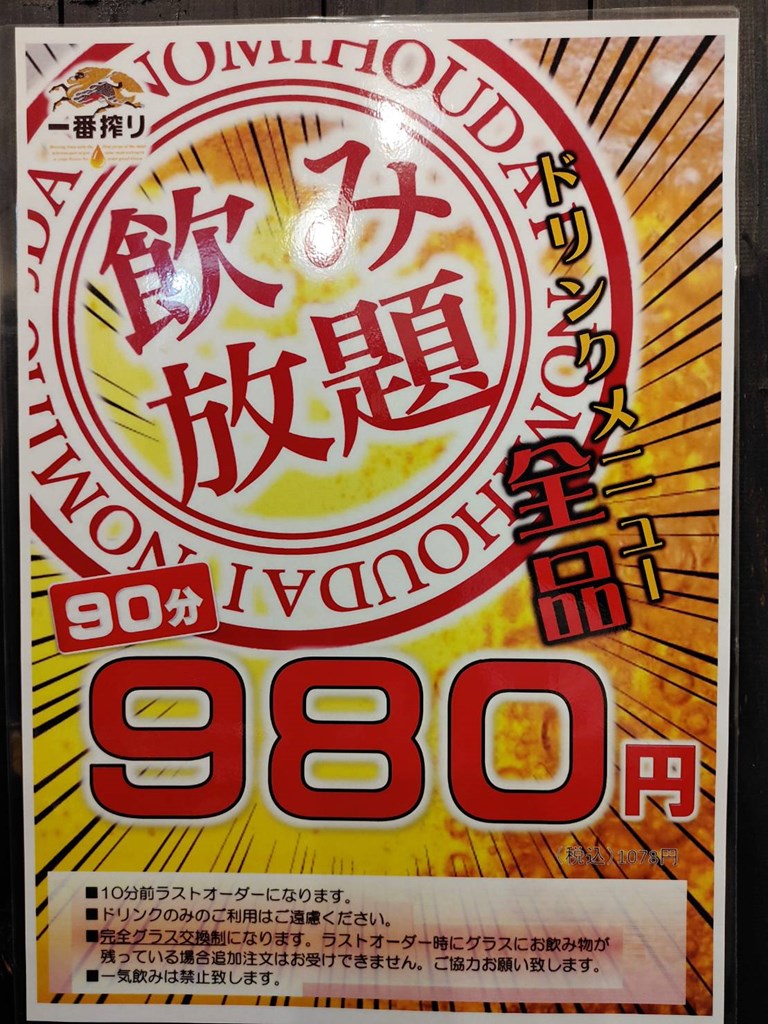 一番搾り
NOMIHOUDAI NOMIHOUDAI NOMIHOUDAI
飲み
放題
ドリンクメニュー
全品
90分
980円
(税込)1078円
■10分前ラストオーダーになります。
■ドリンクのみのご利用はご遠慮ください。
■完全グラス交換制になります。ラストオーダー時にグラスにお飲み物が
残っている場合追加注文はお受けできません。ご協力お願い致します。
■一気飲みは禁止致します。